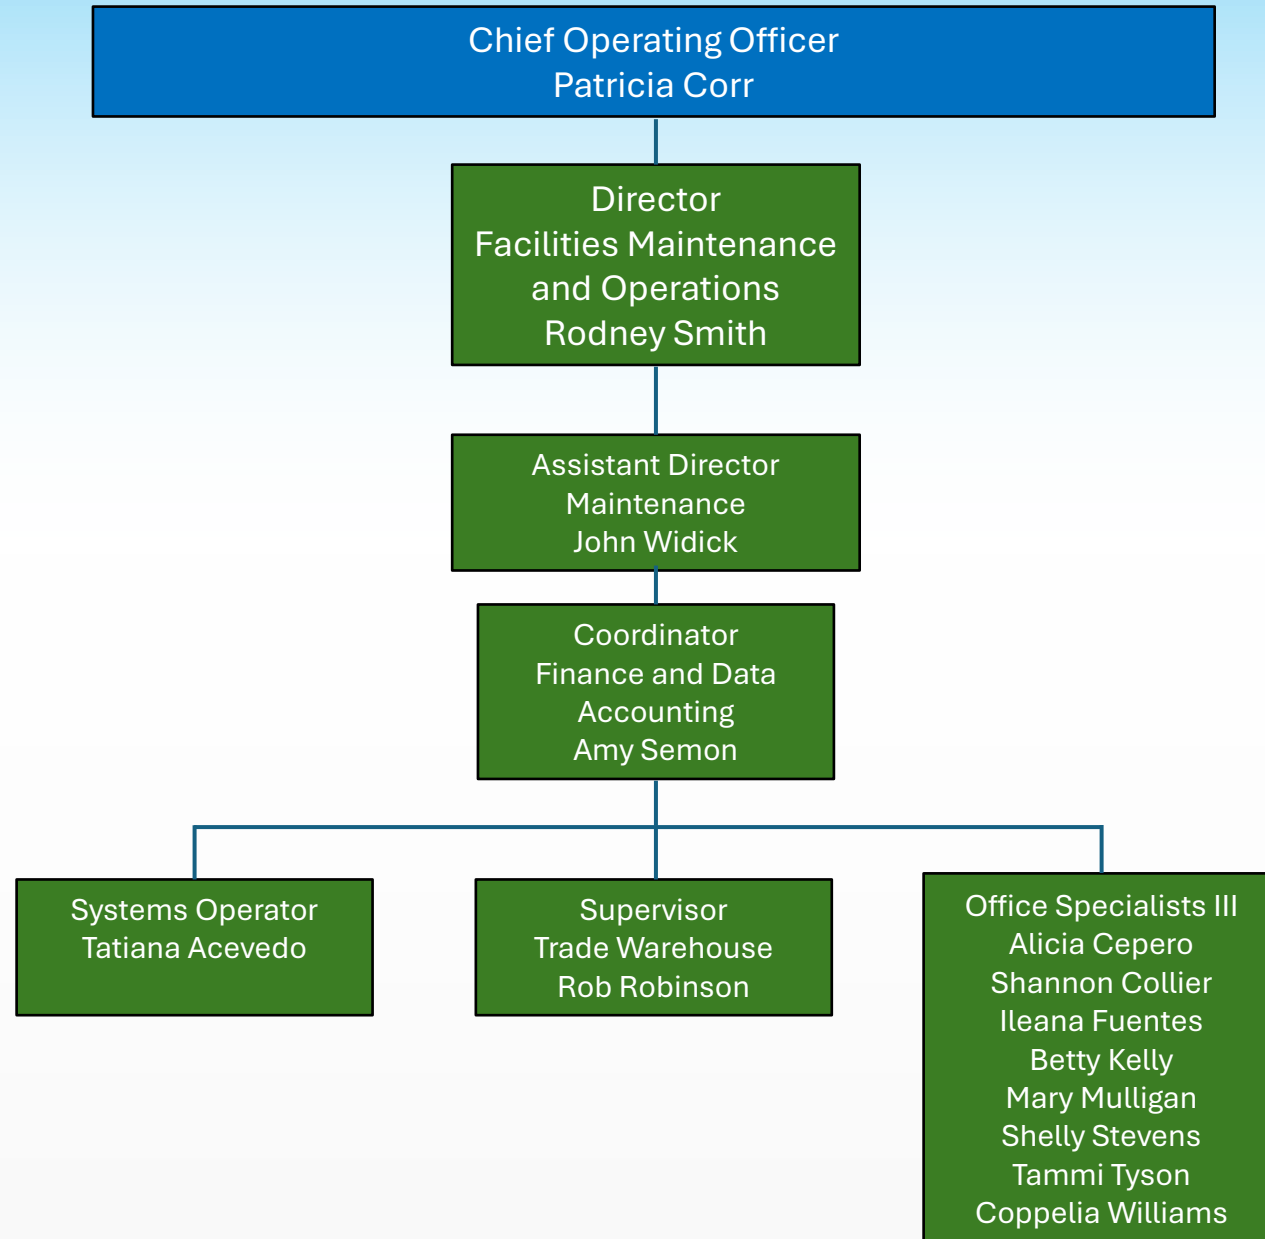 Chief Operating Officer
Patricia Corr
Director
Facilities Maintenance
and Operations
Rodney Smith
Assistant Director
Maintenance
John Widick
Coordinator
Finance and Data
Accounting
Amy Semon
Systems Operator
Tatiana Acevedo
Supervisor
Trade Warehouse
Rob Robinson
Office Specialists III
Alicia Cepero
Shannon Collier
Ileana Fuentes
Betty Kelly
Mary Mulligan
Shelly Stevens
Tammi Tyson
Coppelia Williams